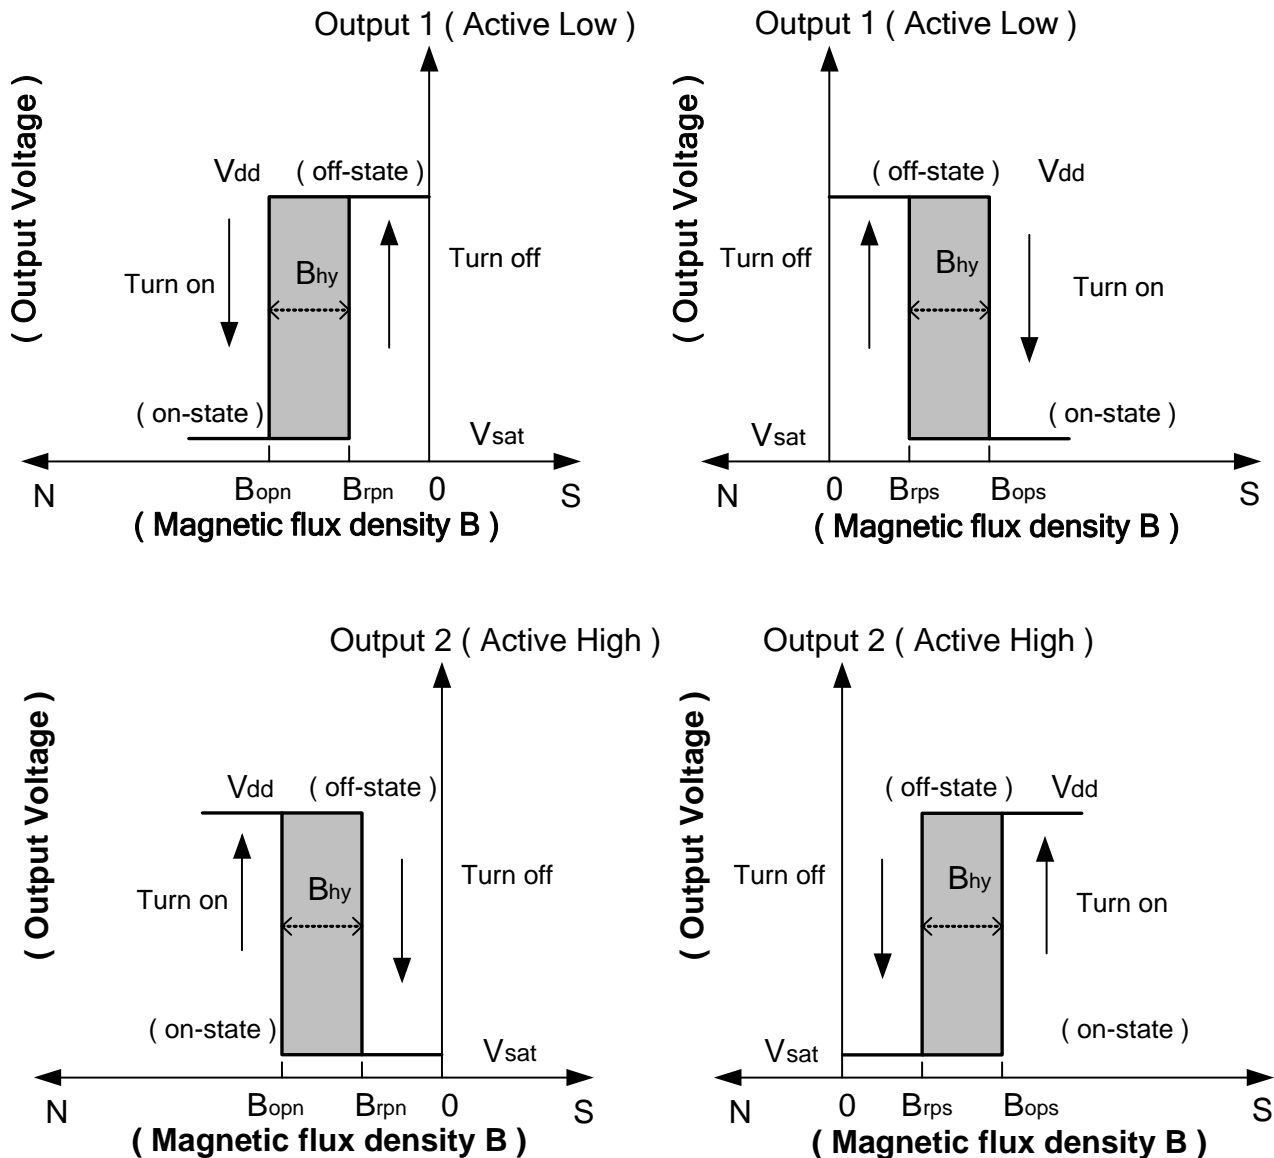 Output 1 ( Active Low )
( Output Voltage )
Vdd
( off-state )
Turn on
Bhy
Turn off
( on-state )
Vsat
N
Bopn
Brpn
0
S
( Magnetic flux density B )
Output 1 ( Active Low )
( Output Voltage )
( off-state )
Vdd
Turn off
Bhy
Turn on
Vsat
( on-state )
N
0
Brps
Bops
S
( Magnetic flux density B )
Output 2 ( Active High )
( Output Voltage )
Vdd
( off-state )
Turn on
Bhy
Turn off
( on-state )
Vsat
N
Bopn
Brpn
0
S
( Magnetic flux density B )
Output 2 ( Active High )
( Output Voltage )
( off-state )
Vdd
Turn off
Bhy
Turn on
Vsat
( on-state )
N
0
Brps
Bops
S
( Magnetic flux density B )